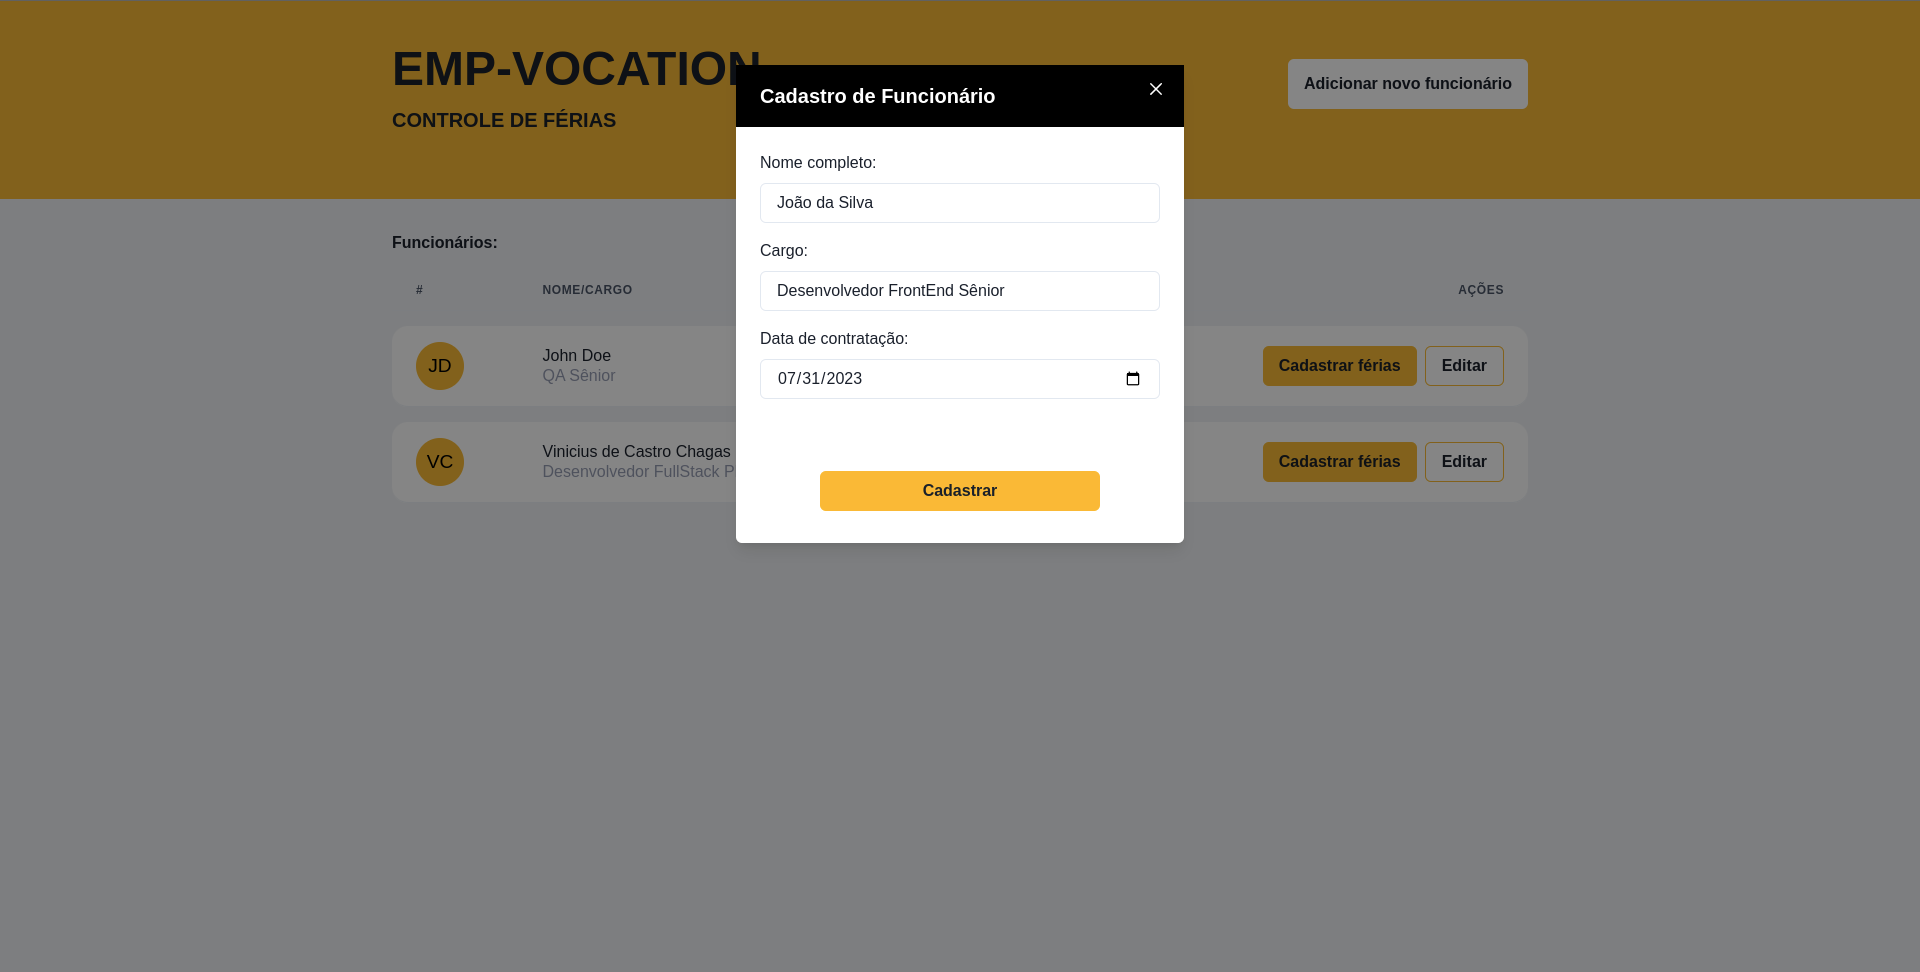 EMP-VOCATION
CONTROLE DE FÉRIAS
Adicionar novo funcionário
Cadastro de Funcionário
Nome completo:
João da Silva
Cargo:
Desenvolvedor FrontEnd Sênior
Data de contratação:
07/31/2023
Cadastrar
Funcionários:
# NOME/CARGO AÇÕES
JD John Doe Cadastrar férias Editar
QA Sênior
VC Vinicius de Castro Chagas Cadastrar férias Editar
Desenvolvedor FullStack P